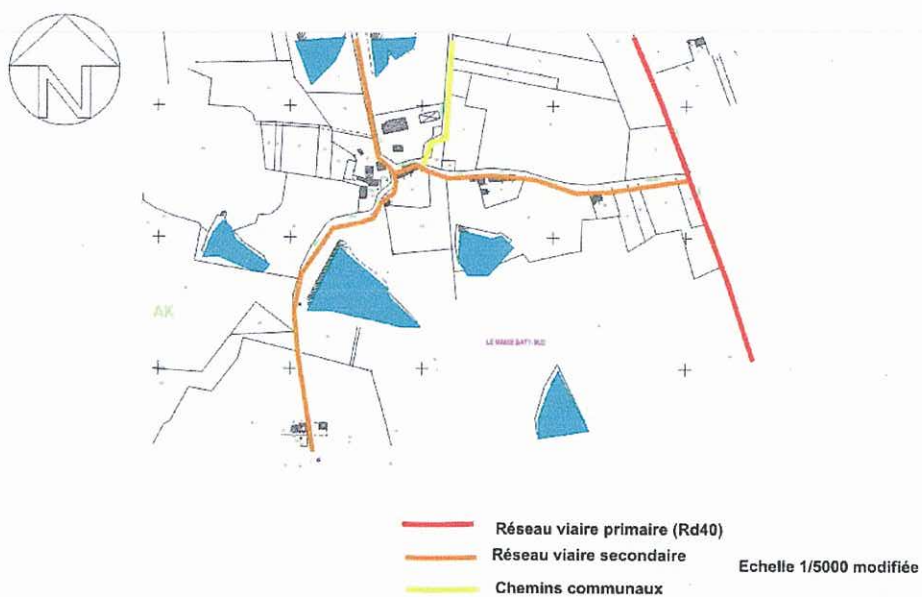 N
AK
Réseau viaire primaire (Rd40)
Réseau viaire secondaire
Echelle 1/5000 modifiée
Chemins communaux